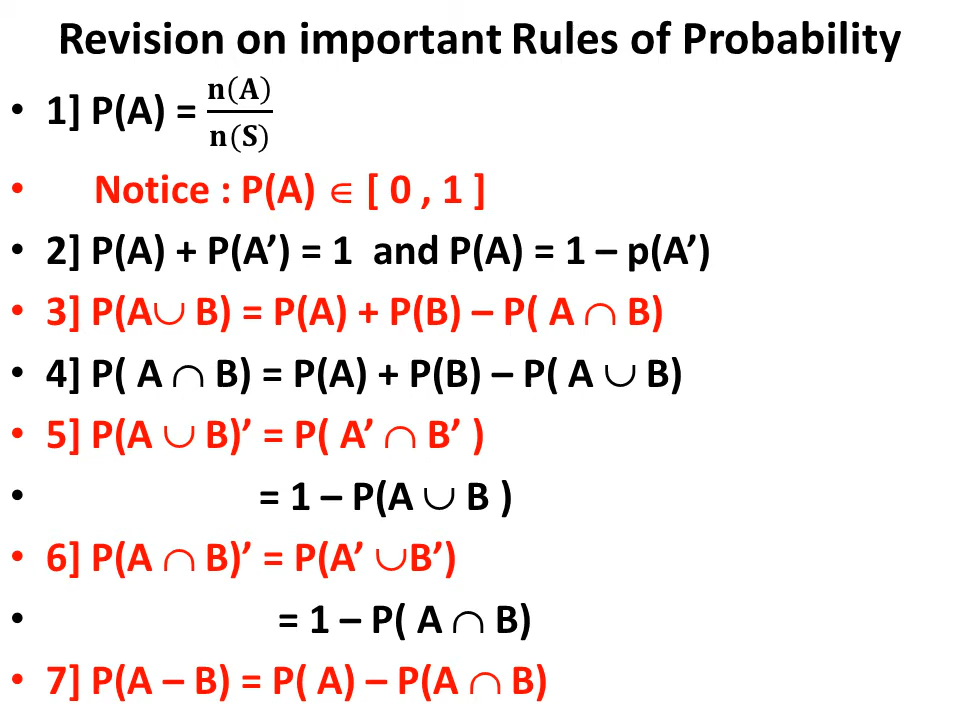 Revision on important Rules of Probability
• 1] P(A) = n(A)/n(S)
• Notice : P(A) ∈ [ 0 , 1 ]
• 2] P(A) + P(A’) = 1 and P(A) = 1 – p(A’)
• 3] P(A∪ B) = P(A) + P(B) – P( A ∩ B)
• 4] P( A ∩ B) = P(A) + P(B) – P( A ∪ B)
• 5] P(A ∪ B)’ = P( A’ ∩ B’ )
• = 1 – P(A ∪ B )
• 6] P(A ∩ B)’ = P(A’ ∪B’)
• = 1 – P( A ∩ B)
• 7] P(A – B) = P( A) – P(A ∩ B)